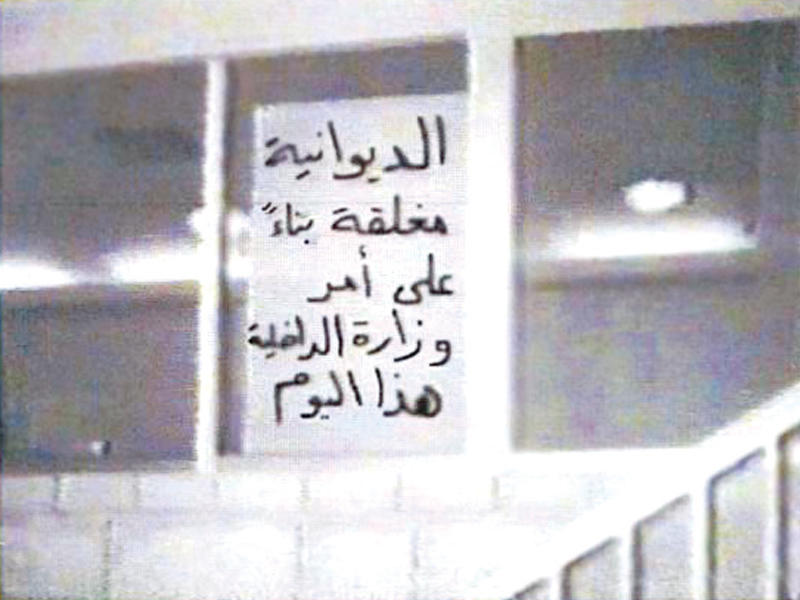 الديوانية
مغلقة بناءً
على أمر
وزارة الداخلية
هذا اليوم